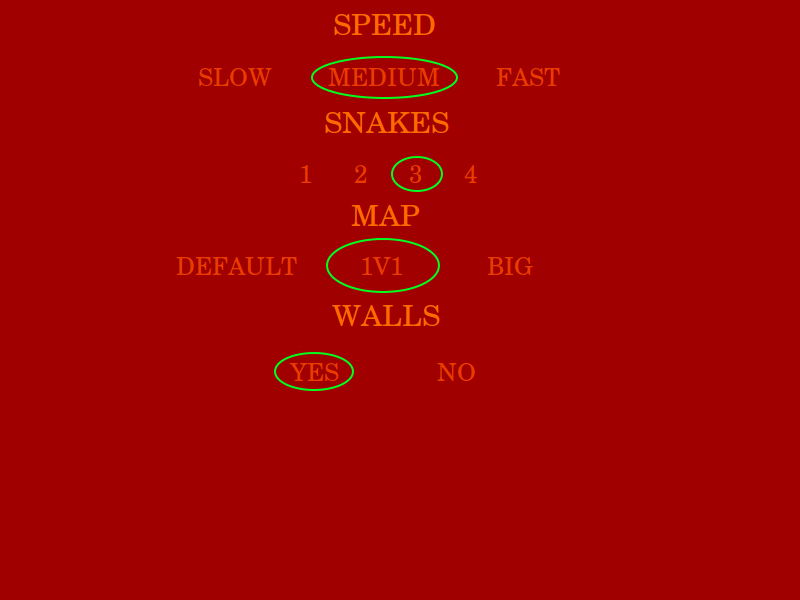 SPEED
SLOW MEDIUM FAST
SNAKES
1 2 3 4
MAP
DEFAULT 1V1 BIG
WALLS
YES NO